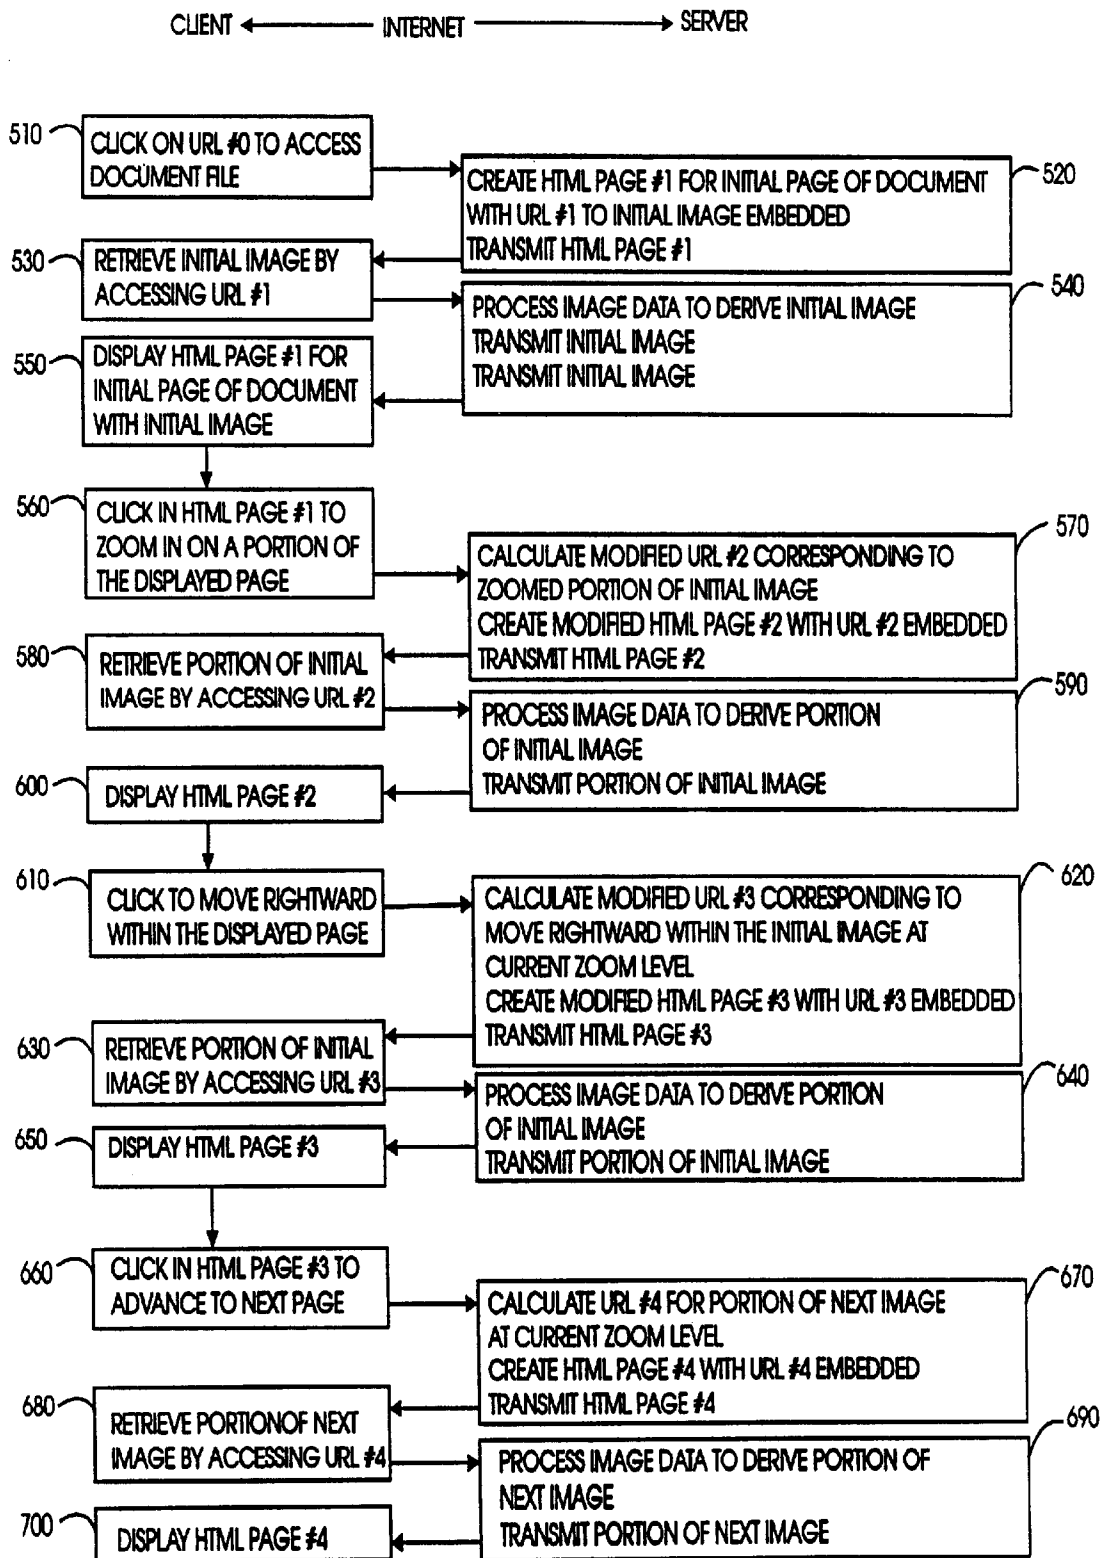 CLIENT INTERNET SERVER
510
CLICK ON URL #0 TO ACCESS
DOCUMENT FILE
520
CREATE HTML PAGE #1 FOR INITIAL PAGE OF DOCUMENT
WITH URL #1 TO INITIAL IMAGE EMBEDDED
TRANSMIT HTML PAGE #1
530
RETRIEVE INITIAL IMAGE BY
ACCESSING URL #1
540
PROCESS IMAGE DATA TO DERIVE INITIAL IMAGE
TRANSMIT INITIAL IMAGE
TRANSMIT INITIAL IMAGE
550
DISPLAY HTML PAGE #1 FOR
INITIAL PAGE OF DOCUMENT
WITH INITIAL IMAGE
560
CLICK IN HTML PAGE #1 TO
ZOOM IN ON A PORTION OF
THE DISPLAYED PAGE
570
CALCULATE MODIFIED URL #2 CORRESPONDING TO
ZOOMED PORTION OF INITIAL IMAGE
CREATE MODIFIED HTML PAGE #2 WITH URL #2 EMBEDDED
TRANSMIT HTML PAGE #2
580
RETRIEVE PORTION OF INITIAL
IMAGE BY ACCESSING URL #2
590
PROCESS IMAGE DATA TO DERIVE PORTION
OF INITIAL IMAGE
TRANSMIT PORTION OF INITIAL IMAGE
600
DISPLAY HTML PAGE #2
610
CLICK TO MOVE RIGHTWARD
WITHIN THE DISPLAYED PAGE
620
CALCULATE MODIFIED URL #3 CORRESPONDING TO
MOVE RIGHTWARD WITHIN THE INITIAL IMAGE AT
CURRENT ZOOM LEVEL
CREATE MODIFIED HTML PAGE #3 WITH URL #3 EMBEDDED
TRANSMIT HTML PAGE #3
630
RETRIEVE PORTION OF INITIAL
IMAGE BY ACCESSING URL #3
640
PROCESS IMAGE DATA TO DERIVE PORTION
OF INITIAL IMAGE
TRANSMIT PORTION OF INITIAL IMAGE
650
DISPLAY HTML PAGE #3
660
CLICK IN HTML PAGE #3 TO
ADVANCE TO NEXT PAGE
670
CALCULATE URL #4 FOR PORTION OF NEXT IMAGE
AT CURRENT ZOOM LEVEL
CREATE HTML PAGE #4 WITH URL #4 EMBEDDED
TRANSMIT HTML PAGE #4
680
RETRIEVE PORTIONOF NEXT
IMAGE BY ACCESSING URL #4
690
PROCESS IMAGE DATA TO DERIVE PORTION OF
NEXT IMAGE
TRANSMIT PORTION OF NEXT IMAGE
700
DISPLAY HTML PAGE #4